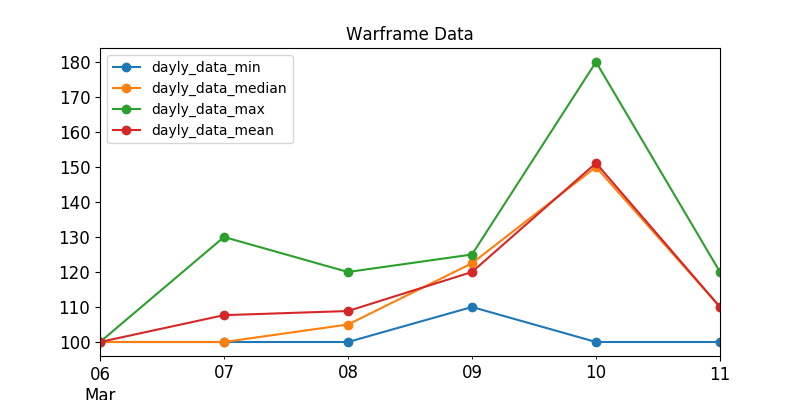 Warframe Data
dayly_data_min
dayly_data_median
dayly_data_max
dayly_data_mean
180
170
160
150
140
130
120
110
100
06 07 08 09 10 11
Mar